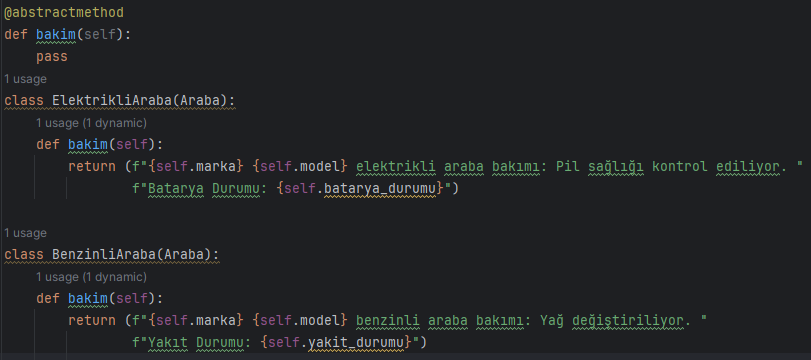 @abstractmethod
def bakim(self):
pass
1 usage
class ElektrikliAraba(Araba):
1 usage (1 dynamic)
def bakim(self):
return (f"{self.marka} {self.model} elektrikli araba bakımı: Pil sağlığı kontrol ediliyor. "
f"Batarya Durumu: {self.batarya_durumu}")
1 usage
class BenzinliAraba(Araba):
1 usage (1 dynamic)
def bakim(self):
return (f"{self.marka} {self.model} benzinli araba bakımı: Yağ değiştiriliyor. "
f"Yakıt Durumu: {self.yakit_durumu}")